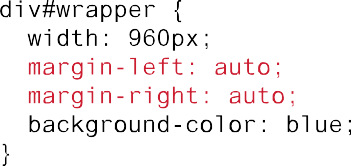 div#wrapper {
  width: 960px;
  margin-left: auto;
  margin-right: auto;
  background-color: blue;
}